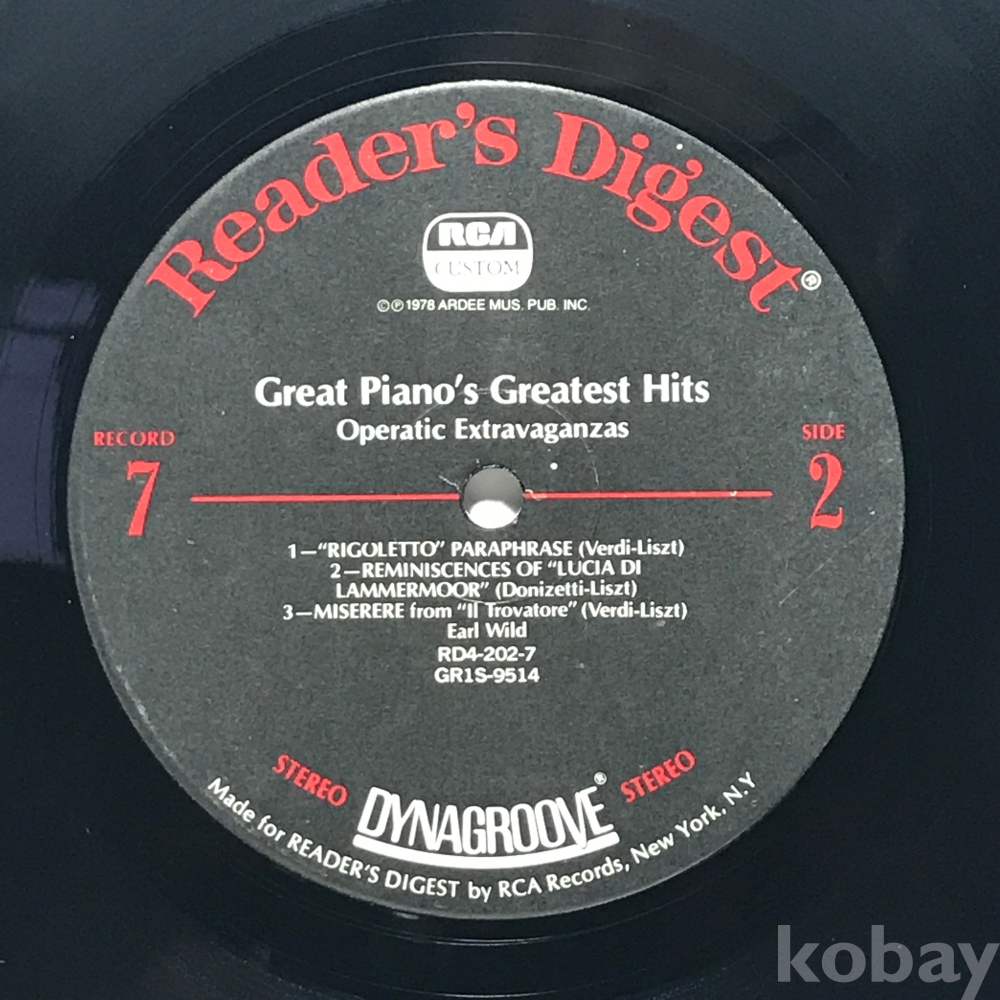 Reader's Digest®
RCA
CUSTOM
©℗ 1978 ARDEE MUS. PUB. INC.
Great Piano's Greatest Hits
Operatic Extravaganzas
RECORD
7
SIDE
2
1—"RIGOLETTO" PARAPHRASE (Verdi-Liszt)
2—REMINISCENCES OF "LUCIA DI
LAMMERMOOR" (Donizetti-Liszt)
3—MISERERE from "Il Trovatore" (Verdi-Liszt)
Earl Wild
RD4-202-7
GR1S-9514
STEREO
DYNAGROOVE®
STEREO
Made for READER'S DIGEST by RCA Records, New York, N.Y
kobay